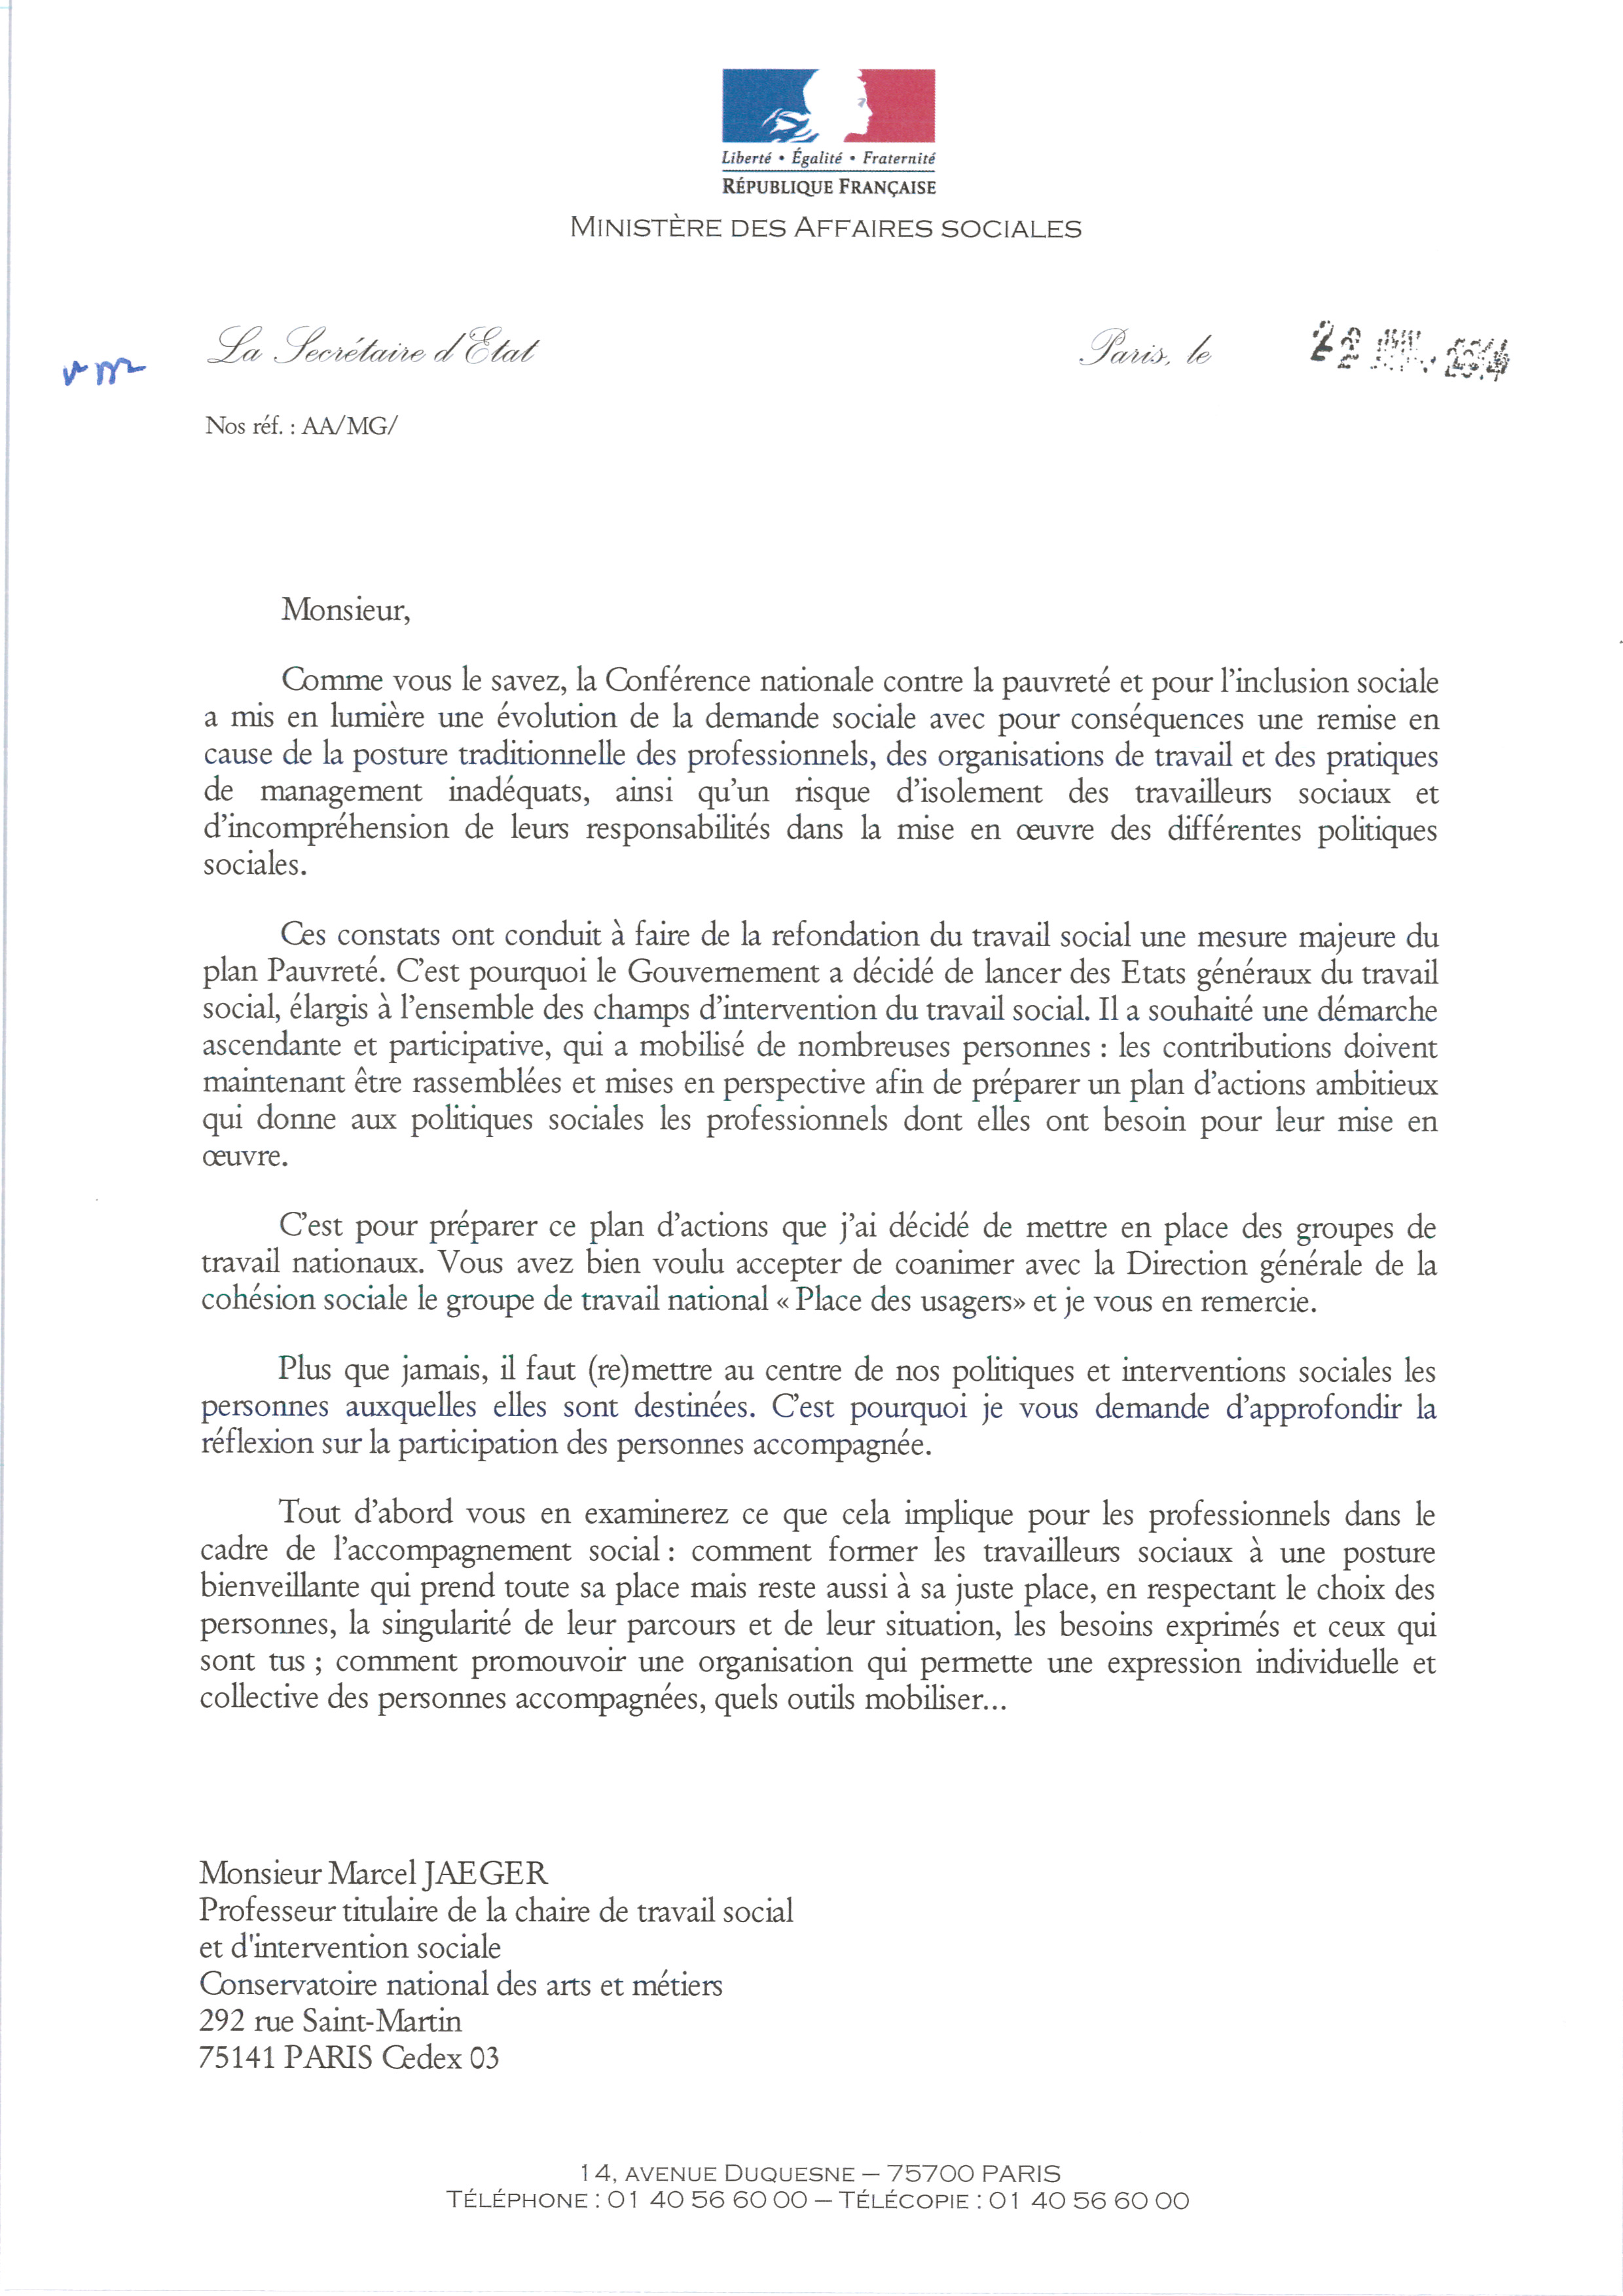 Liberté • Égalité • Fraternité
RÉPUBLIQUE FRANÇAISE
MINISTÈRE DES AFFAIRES SOCIALES
La Secrétaire d'Etat
Paris, le 22
Nos réf. : AA/MG/
Monsieur,
Comme vous le savez, la Conférence nationale contre la pauvreté et pour l'inclusion sociale
a mis en lumière une évolution de la demande sociale avec pour conséquences une remise en
cause de la posture traditionnelle des professionnels, des organisations de travail et des pratiques
de management inadéquats, ainsi qu'un risque d'isolement des travailleurs sociaux et
d'incompréhension de leurs responsabilités dans la mise en œuvre des différentes politiques
sociales.
Ces constats ont conduit à faire de la refondation du travail social une mesure majeure du
plan Pauvreté. C'est pourquoi le Gouvernement a décidé de lancer des Etats généraux du travail
social, élargis à l'ensemble des champs d'intervention du travail social. Il a souhaité une démarche
ascendante et participative, qui a mobilisé de nombreuses personnes : les contributions doivent
maintenant être rassemblées et mises en perspective afin de préparer un plan d'actions ambitieux
qui donne aux politiques sociales les professionnels dont elles ont besoin pour leur mise en
œuvre.
C'est pour préparer ce plan d'actions que j'ai décidé de mettre en place des groupes de
travail nationaux. Vous avez bien voulu accepter de coanimer avec la Direction générale de la
cohésion sociale le groupe de travail national « Place des usagers» et je vous en remercie.
Plus que jamais, il faut (re)mettre au centre de nos politiques et interventions sociales les
personnes auxquelles elles sont destinées. C'est pourquoi je vous demande d'approfondir la
réflexion sur la participation des personnes accompagnée.
Tout d'abord vous en examinerez ce que cela implique pour les professionnels dans le
cadre de l'accompagnement social : comment former les travailleurs sociaux à une posture
bienveillante qui prend toute sa place mais reste aussi à sa juste place, en respectant le choix des
personnes, la singularité de leur parcours et de leur situation, les besoins exprimés et ceux qui
sont tus ; comment promouvoir une organisation qui permette une expression individuelle et
collective des personnes accompagnées, quels outils mobiliser...
Monsieur Marcel JAEGER
Professeur titulaire de la chaire de travail social
et d'intervention sociale
Conservatoire national des arts et métiers
292 rue Saint-Martin
75141 PARIS Cedex 03
14, AVENUE DUQUESNE – 75700 PARIS
TÉLÉPHONE : 01 40 56 60 00 – TÉLÉCOPIE : 01 40 56 60 00